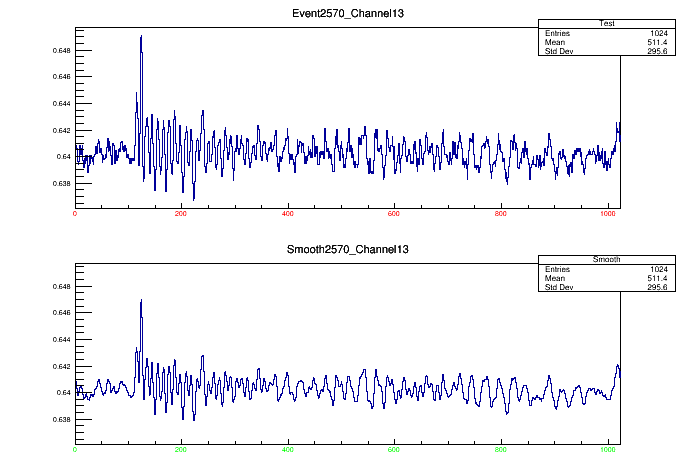 Event2570_Channel13
Test
Entries 1024
Mean 511.4
Std Dev 295.6
0.648
0.646
0.644
0.642
0.64
0.638
0 200 400 600 800 1000
Smooth2570_Channel13
Smooth
Entries 1024
Mean 511.4
Std Dev 295.6
0.648
0.646
0.644
0.642
0.64
0.638
0 200 400 600 800 1000